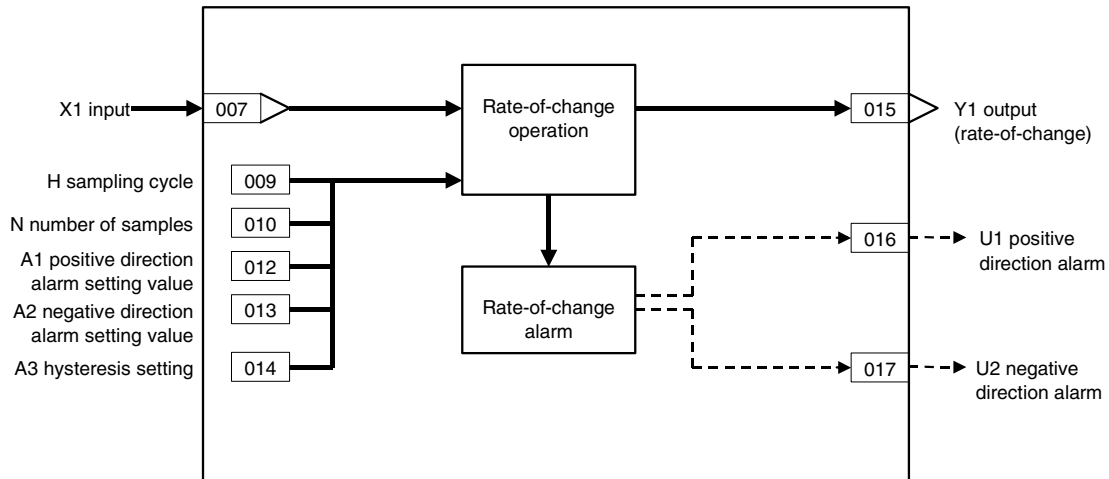 X1 input
007
Rate-of-change
operation
015
Y1 output
(rate-of-change)
H sampling cycle
009
N number of samples
010
A1 positive direction
alarm setting value
012
A2 negative direction
alarm setting value
013
A3 hysteresis setting
014
Rate-of-change
alarm
016
U1 positive
direction alarm
017
U2 negative
direction alarm